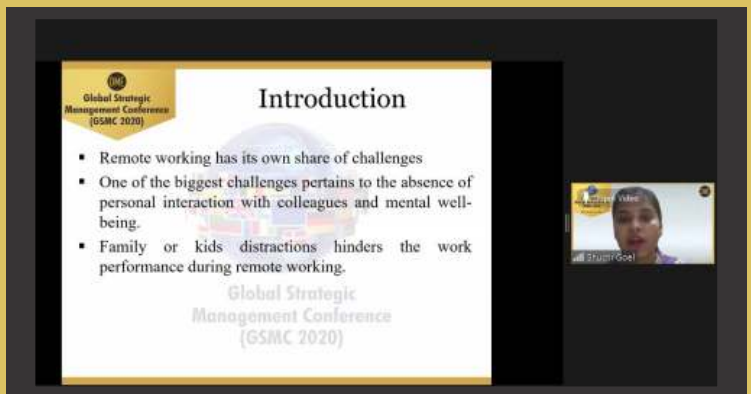 OME
Global Strategic
Management Conference
(GSMC 2020)
Introduction
▪ Remote working has its own share of challenges
▪ One of the biggest challenges pertains to the absence of
personal interaction with colleagues and mental well-
being.
▪ Family or kids distractions hinders the work
performance during remote working.
Global Strategic
Management Conference
(GSMC 2020)
Video
Goel